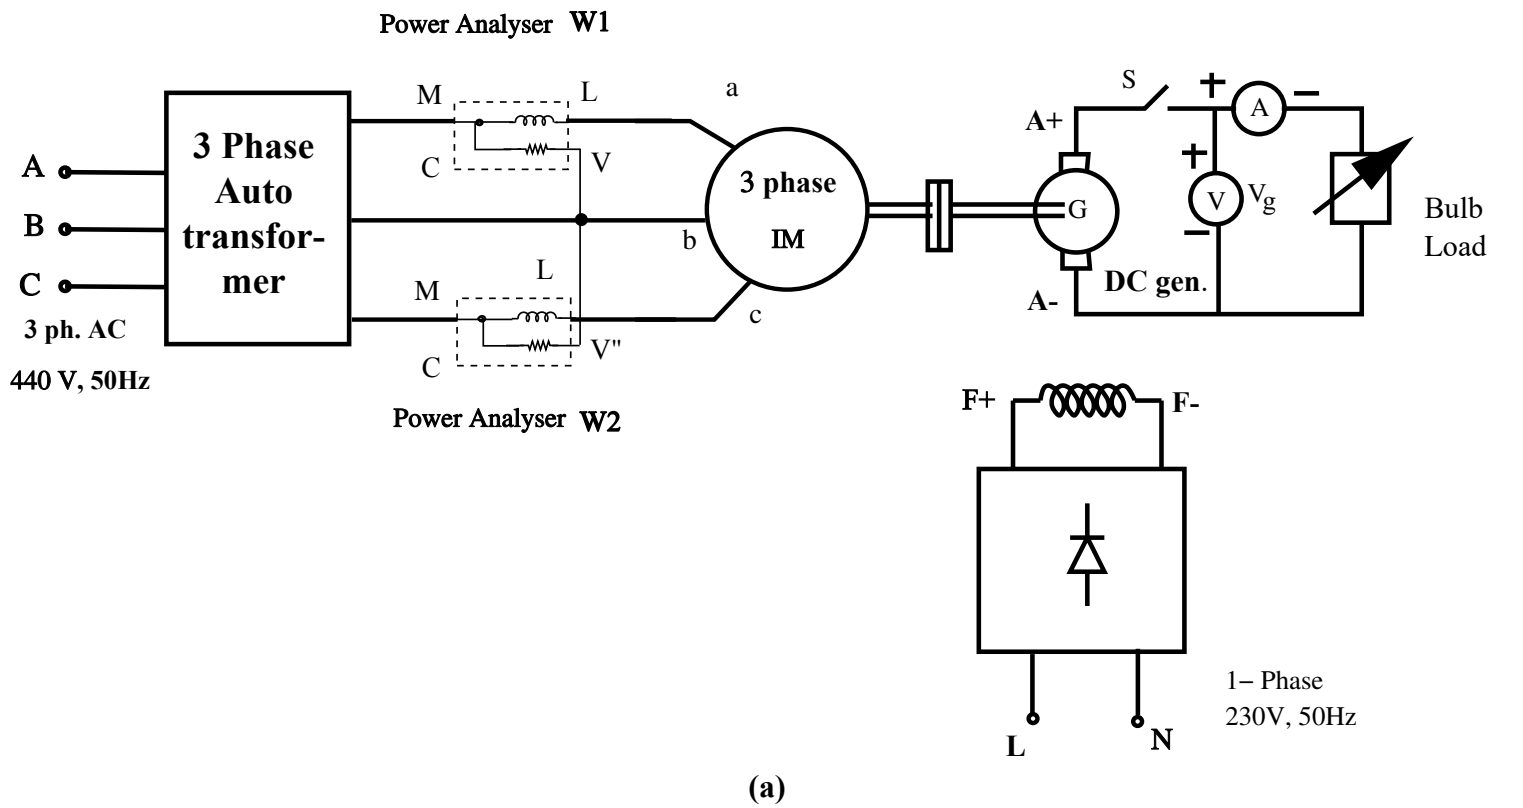 Power Analyser W1
M
L
a
C
V
3 Phase
Auto
transfor-
mer
A
B
C
3 ph. AC
440 V, 50Hz
b
3 phase
IM
L
M
C
V"
c
Power Analyser W2
S
+
A
−
A+
+
V
Vg
−
G
A-
DC gen.
Bulb
Load
F+
F-
1− Phase
230V, 50Hz
L
N
(a)